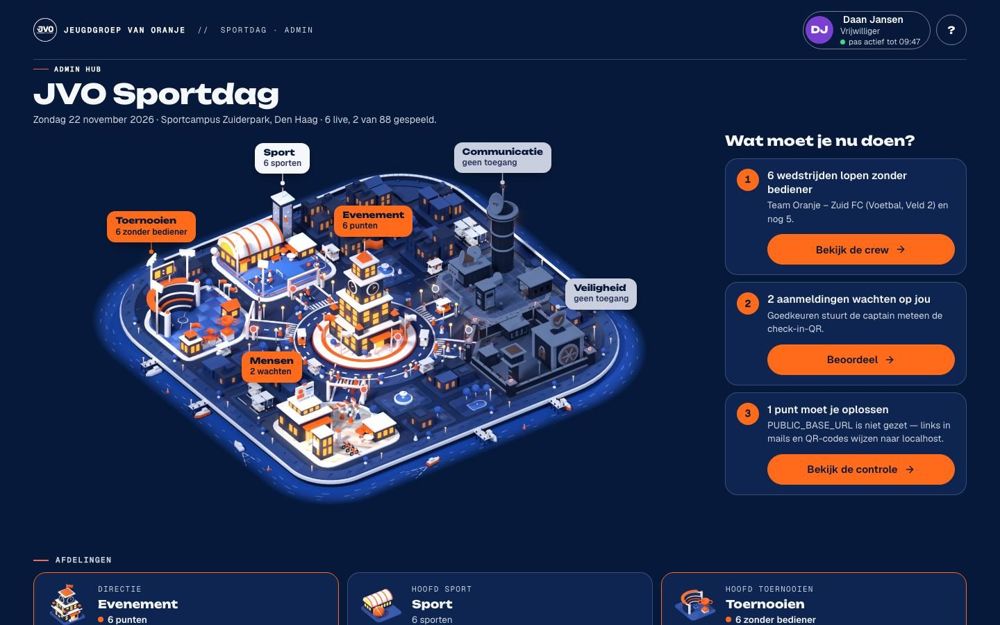 JVO JEUGDGROEP VAN ORANJE // SPORTDAG · ADMIN
DJ
Daan Jansen
Vrijwilliger
pas actief tot 09:47
?
ADMIN HUB
JVO Sportdag
Zondag 22 november 2026 · Sportcampus Zuiderpark, Den Haag · 6 live, 2 van 88 gespeeld.
Sport
6 sporten
Communicatie
geen toegang
Toernooien
6 zonder bediener
Evenement
6 punten
Veiligheid
geen toegang
Mensen
2 wachten
Wat moet je nu doen?
1
6 wedstrijden lopen zonder
bediener
Team Oranje – Zuid FC (Voetbal, Veld 2) en
nog 5.
Bekijk de crew →
2
2 aanmeldingen wachten op jou
Goedkeuren stuurt de captain meteen de
check-in-QR.
Beoordeel →
3
1 punt moet je oplossen
PUBLIC_BASE_URL is niet gezet — links in
mails en QR-codes wijzen naar localhost.
Bekijk de controle →
AFDELINGEN
DIRECTIE
Evenement
6 punten
HOOFD SPORT
Sport
6 sporten
HOOFD TOERNOOIEN
Toernooien
6 zonder bediener